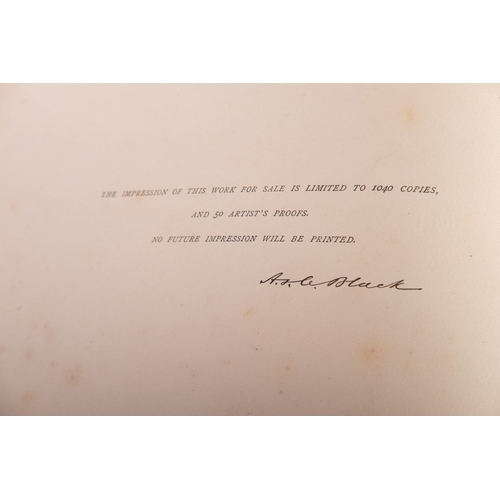 THE IMPRESSION OF THIS WORK FOR SALE IS LIMITED TO 1040 COPIES,
AND 50 ARTIST'S PROOFS.
NO FUTURE IMPRESSION WILL BE PRINTED.
A. & C. Black